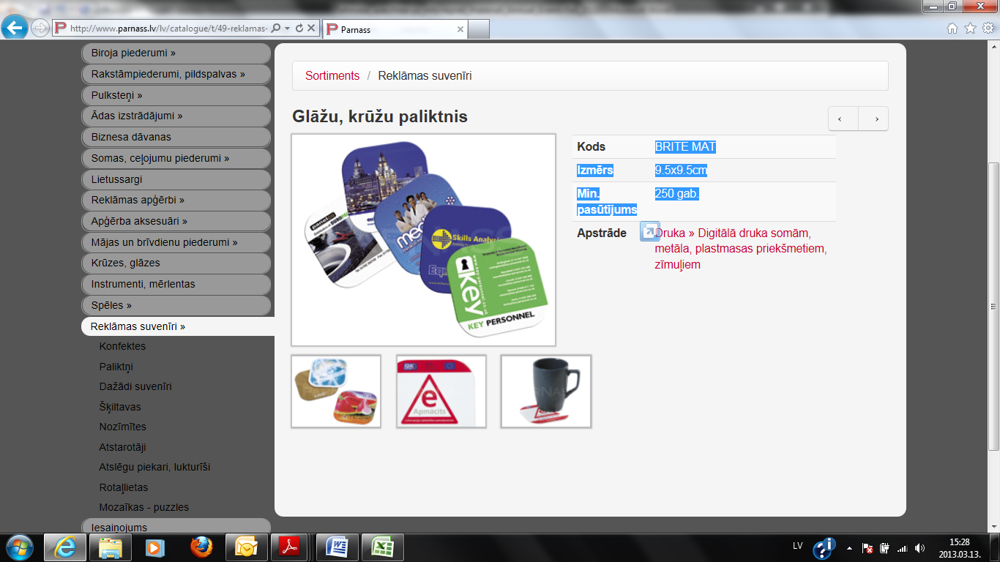 http://www.parnass.lv/lv/catalogue/t/49-reklamas-
Parnass
Biroja piederumi »
Rakstāmpiederumi, pildspalvas »
Pulksteņi »
Ādas izstrādājumi »
Biznesa dāvanas
Somas, ceļojumu piederumi »
Lietussargi
Reklāmas apģērbi »
Apģērba aksesuāri »
Mājas un brīvdienu piederumi »
Krūzes, glāzes
Instrumenti, mērlentas
Spēles »
Reklāmas suvenīri »
Konfektes
Paliktņi
Dažādi suvenīri
Šķiltavas
Nozīmītes
Atstarotāji
Atslēgu piekari, lukturīši
Rotaļlietas
Mozaīkas - puzzles
Iesaiņojums
Sortiments / Reklāmas suvenīri
Glāžu, krūžu paliktnis
‹ ›
Kods BRITE MAT
Izmērs 9.5x9.5cm
Min. pasūtījums 250 gab.
Apstrāde Druka » Digitālā druka somām,
metāla, plastmasas priekšmetiem,
zīmuļiem
Skills Analysis
key
KEY PERSONNEL
e
Apmācīts
LV
15:28
2013.03.13.